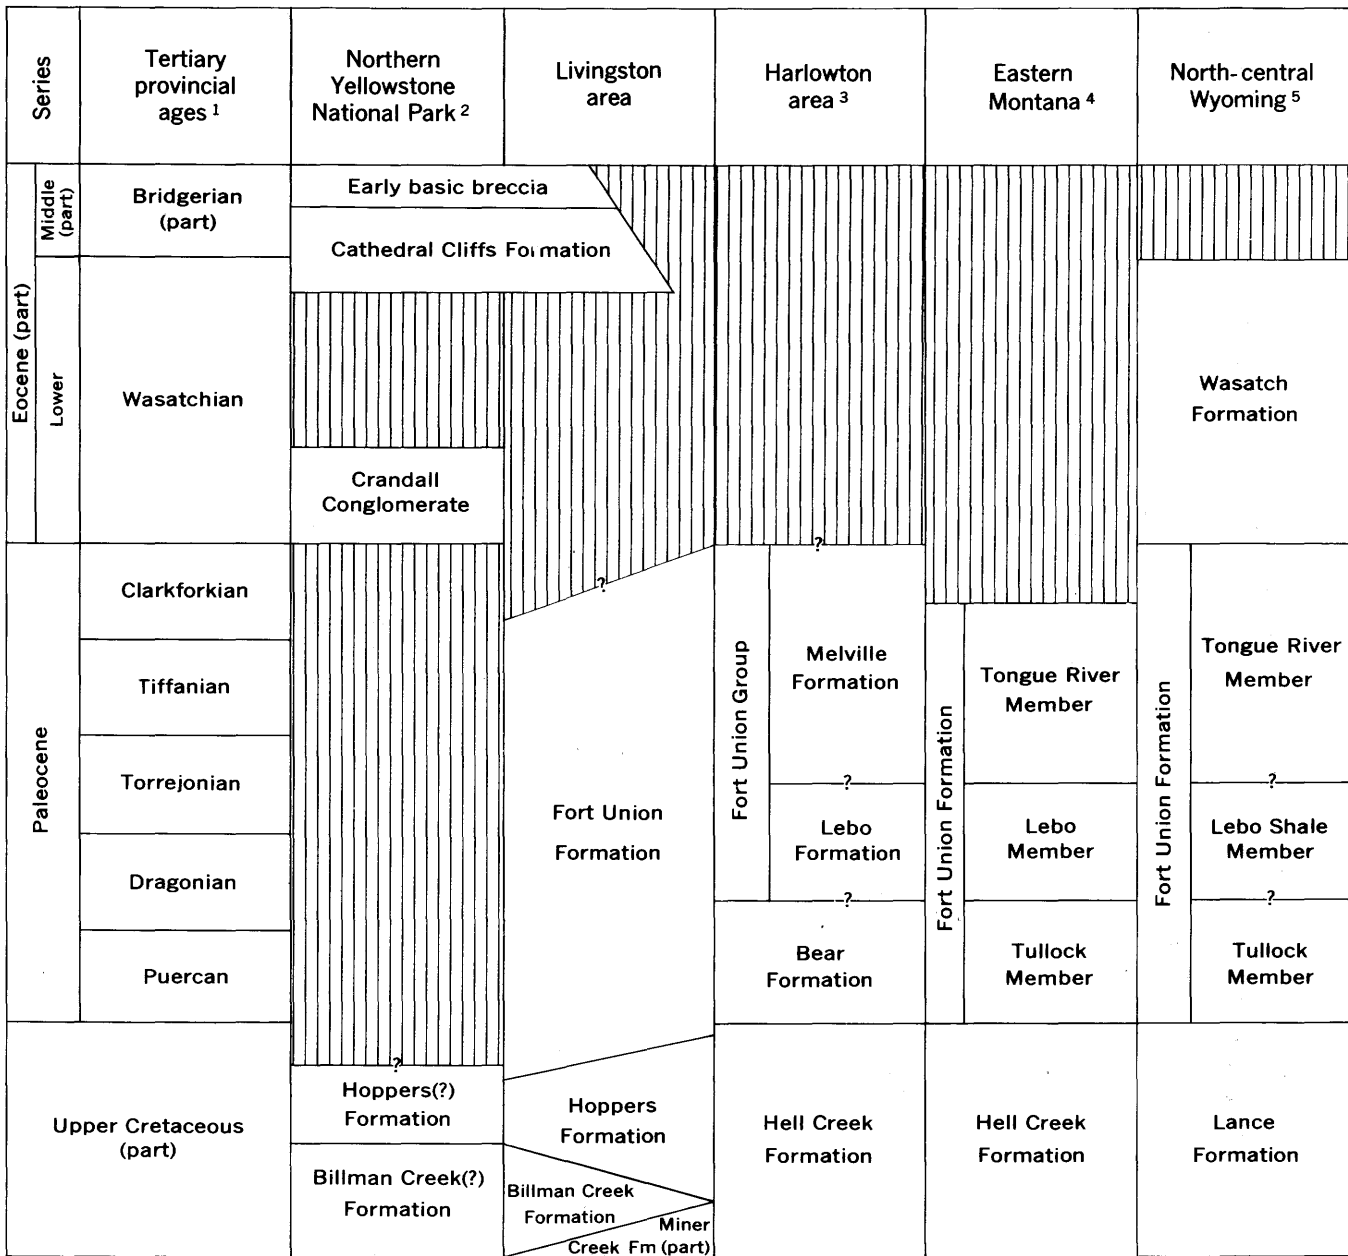 Series
Tertiary
provincial
ages 1
Northern
Yellowstone
National Park 2
Livingston
area
Harlowton
area 3
Eastern
Montana 4
North-central
Wyoming 5
Eocene (part)
Middle
(part)
Lower
Bridgerian
(part)
Wasatchian
Early basic breccia
Cathedral Cliffs Formation
Crandall
Conglomerate
Wasatch
Formation
Paleocene
Clarkforkian
Tiffanian
Torrejonian
Dragonian
Puercan
?
Fort Union
Formation
?
Fort Union Group
Melville
Formation
?
Lebo
Formation
?
Bear
Formation
Fort Union Formation
Tongue River
Member
Lebo
Member
Tullock
Member
Fort Union Formation
Tongue River
Member
?
Lebo Shale
Member
?
Tullock
Member
Upper Cretaceous
(part)
?
Hoppers(?)
Formation
Billman Creek(?)
Formation
Hoppers
Formation
Billman Creek
Formation
Miner
Creek Fm (part)
Hell Creek
Formation
Hell Creek
Formation
Lance
Formation